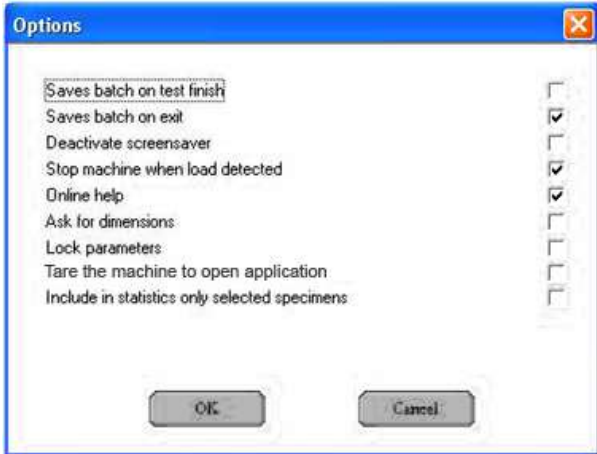 Options
Saves batch on test finish
Saves batch on exit
Deactivate screensaver
Stop machine when load detected
Online help
Ask for dimensions
Lock parameters
Tare the machine to open application
Include in statistics only selected specimens
OK Cancel